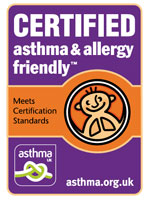 CERTIFIED
asthma & allergy
friendly™
Meets
Certification
Standards
asthma
UK
asthma.org.uk